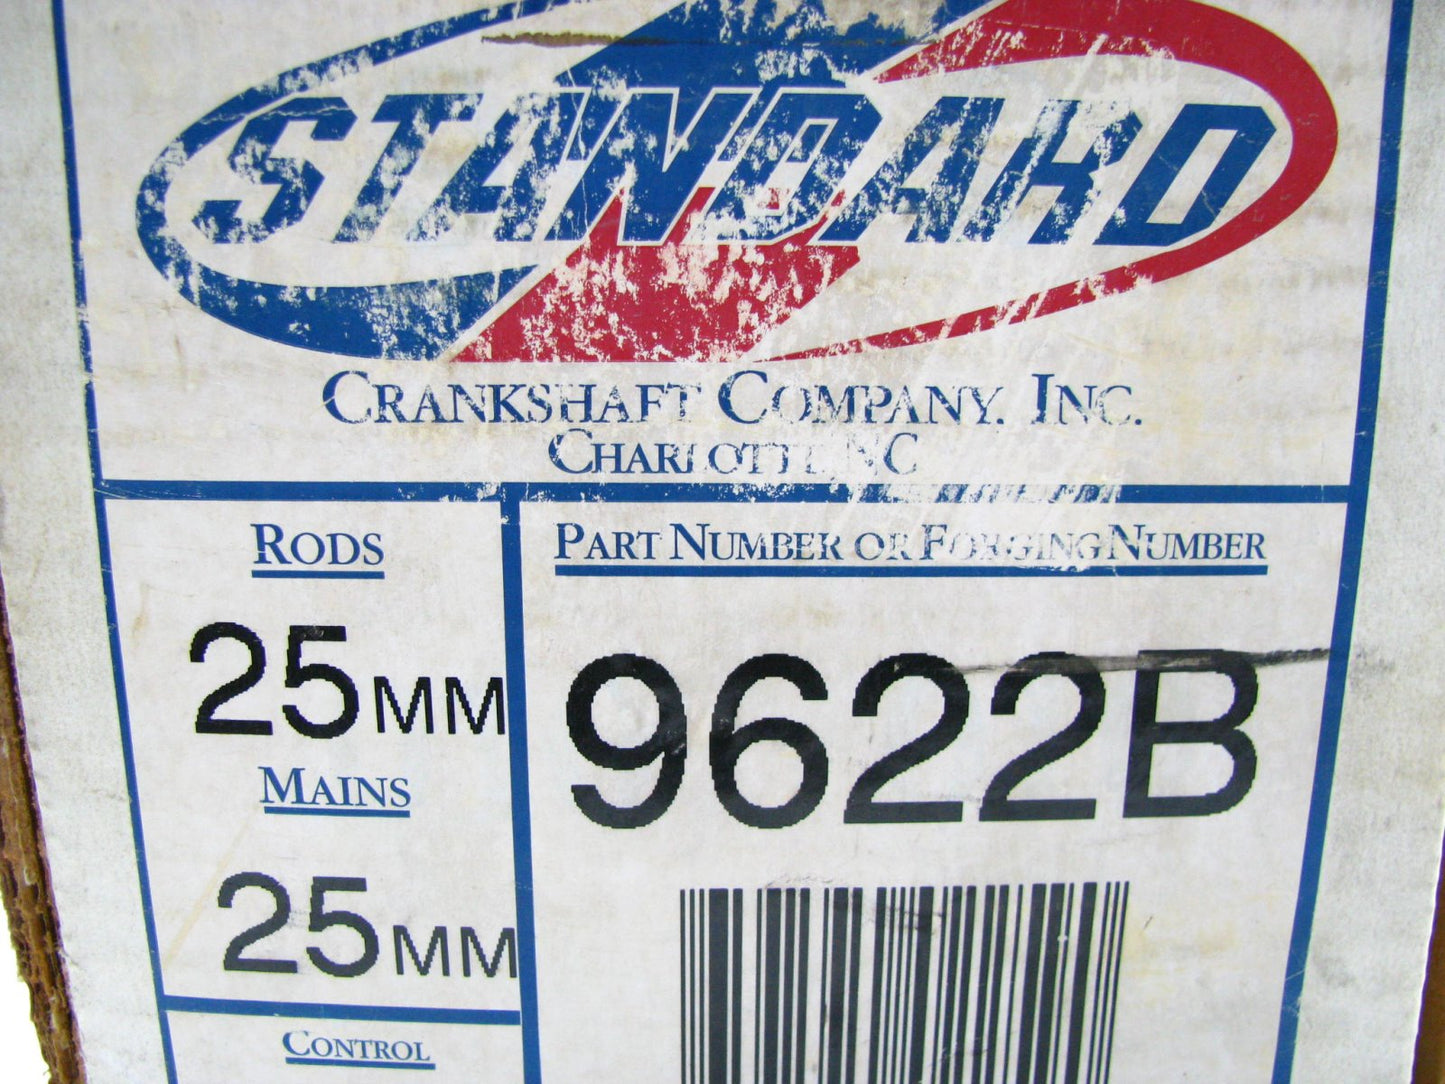 STANDARD
CRANKSHAFT COMPANY, INC.
CHARLOTTE NC
RODS
25MM
MAINS
25MM
CONTROL
PART NUMBER OR FORGING NUMBER
9622B